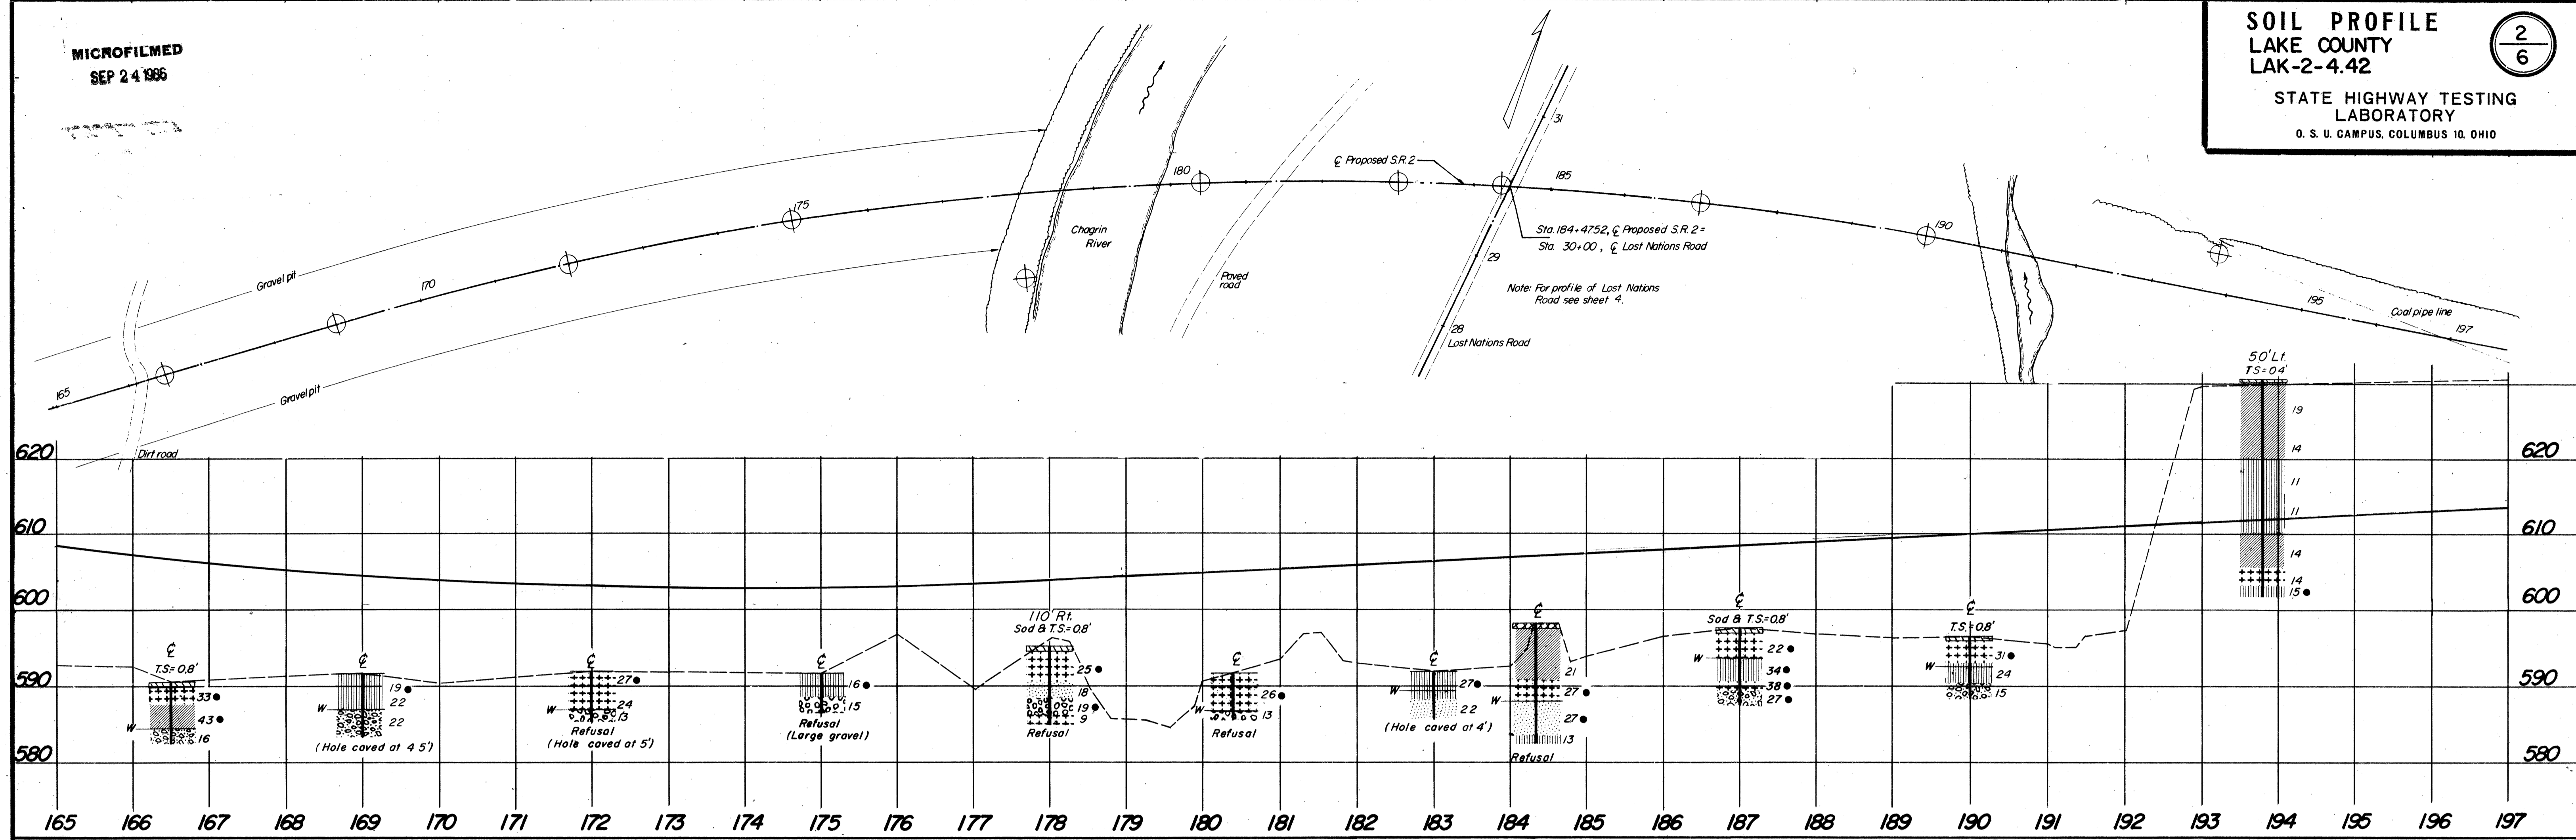 MICROFILMED
SEP 24 1986
SOIL PROFILE
LAKE COUNTY
LAK-2-4.42
2
6
STATE HIGHWAY TESTING
LABORATORY
O. S. U. CAMPUS, COLUMBUS 10, OHIO
165
170
175
180
185
190
195
197
Gravel pit
Gravel pit
Dirt road
Chagrin
River
Paved
road
℄ Proposed S.R. 2
31
29
28
Lost Nations Road
Sta. 184+47.52, ℄ Proposed S.R. 2 =
Sta. 30+00, ℄ Lost Nations Road
Note: For profile of Lost Nations
Road see sheet 4.
Coal pipe line
620
610
600
590
580
620
610
600
590
580
℄
T.S.= 0.8'
33
43
W
16
℄
19
22
W
22
(Hole caved at 4.5')
℄
27
24
W
13
Refusal
(Hole caved at 5')
℄
16
15
Refusal
(Large gravel)
110' Rt.
Sod & T.S.= 0.8'
25
18
19
9
Refusal
℄
26
W
13
Refusal
℄
27
W
22
(Hole caved at 4')
℄
21
27
W
27
13
Refusal
℄
Sod & T.S.= 0.8'
22
W
34
38
27
℄
T.S.= 0.8'
31
W
24
15
50' Lt.
T.S = 0.4'
19
14
11
11
14
14
15
165 166 167 168 169 170 171 172 173 174 175 176 177 178 179 180 181 182 183 184 185 186 187 188 189 190 191 192 193 194 195 196 197